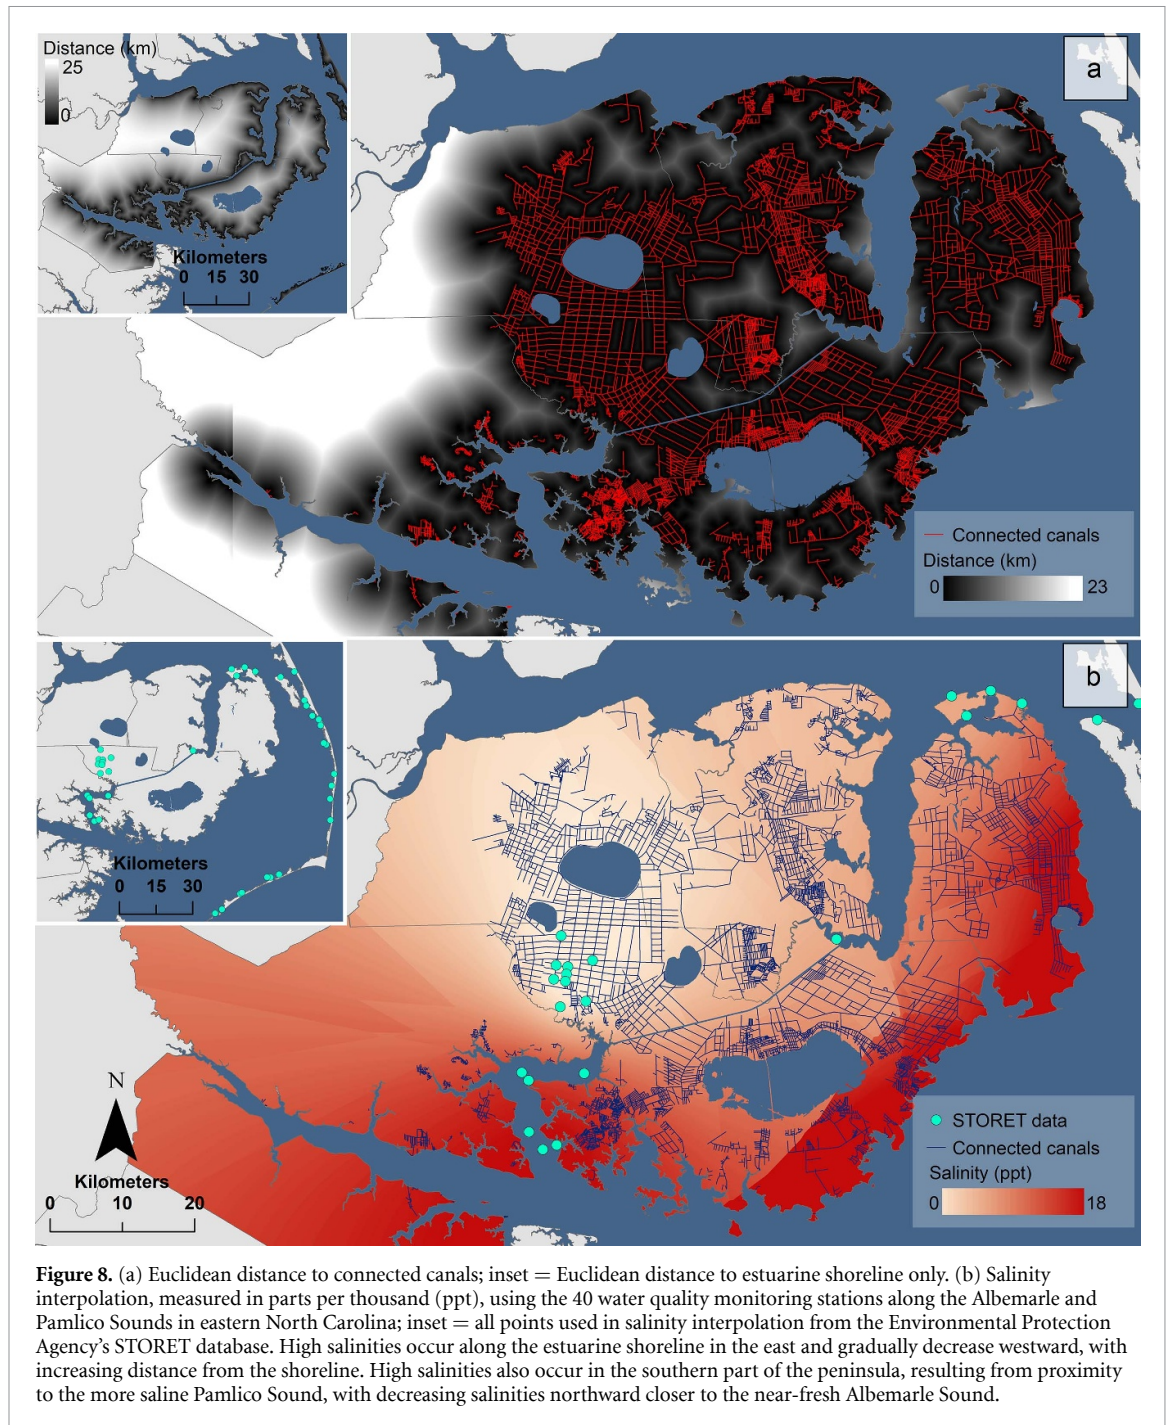 Distance (km)
25
0
Kilometers
0 15 30
a
Connected canals
Distance (km)
0 23
b
Kilometers
0 15 30
N
Kilometers
0 10 20
STORET data
Connected canals
Salinity (ppt)
0 18
Figure 8. (a) Euclidean distance to connected canals; inset = Euclidean distance to estuarine shoreline only. (b) Salinity
interpolation, measured in parts per thousand (ppt), using the 40 water quality monitoring stations along the Albemarle and
Pamlico Sounds in eastern North Carolina; inset = all points used in salinity interpolation from the Environmental Protection
Agency's STORET database. High salinities occur along the estuarine shoreline in the east and gradually decrease westward, with
increasing distance from the shoreline. High salinities also occur in the southern part of the peninsula, resulting from proximity
to the more saline Pamlico Sound, with decreasing salinities northward closer to the near-fresh Albemarle Sound.